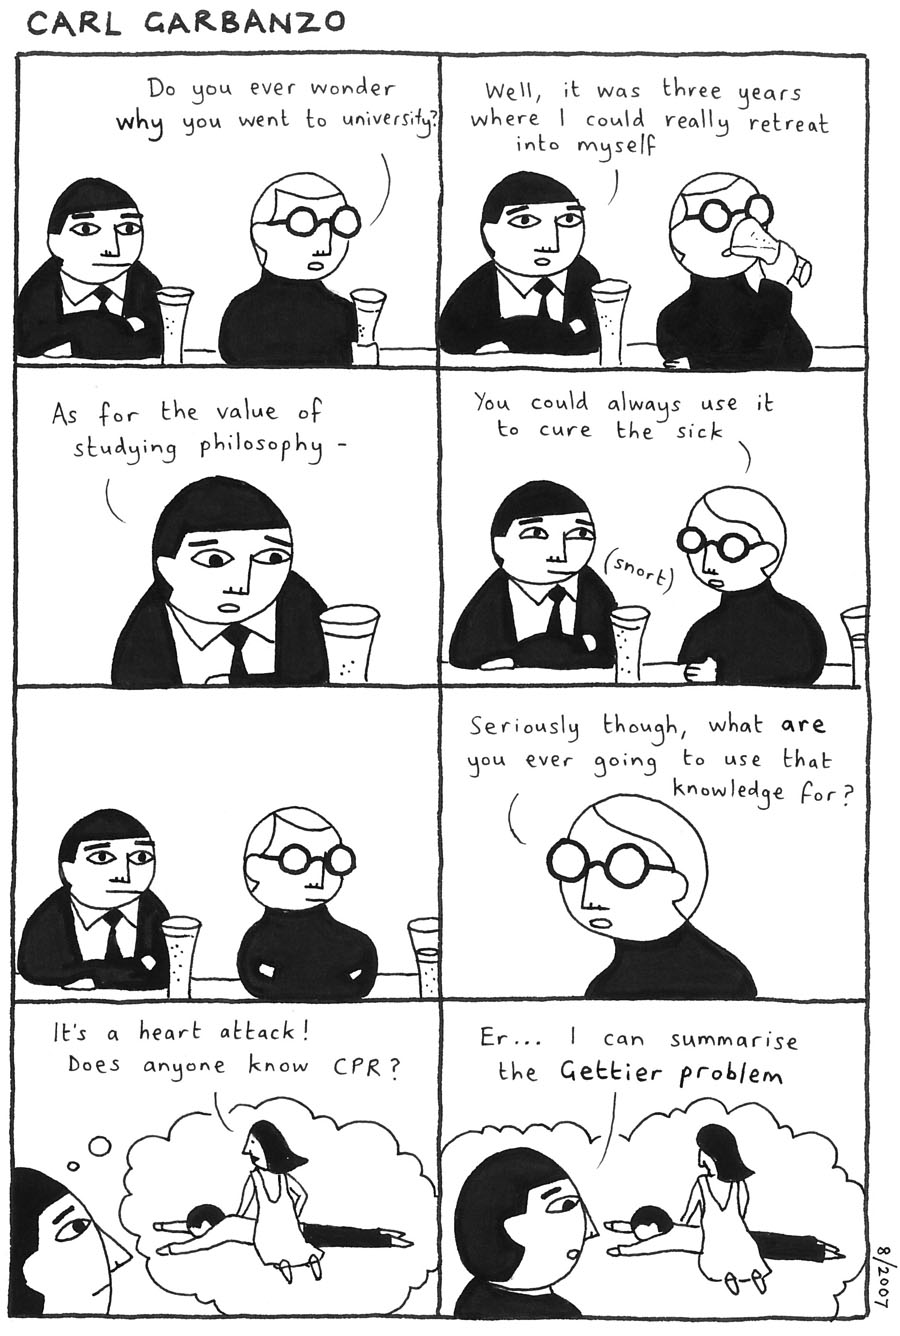 CARL GARBANZO
Do you ever wonder
why you went to university?
Well, it was three years
where I could really retreat
into myself
As for the value of
studying philosophy -
You could always use it
to cure the sick
(snort)
Seriously though, what are
you ever going to use that
knowledge for?
It's a heart attack!
Does anyone know CPR?
Er... I can summarise
the Gettier problem
8/2007